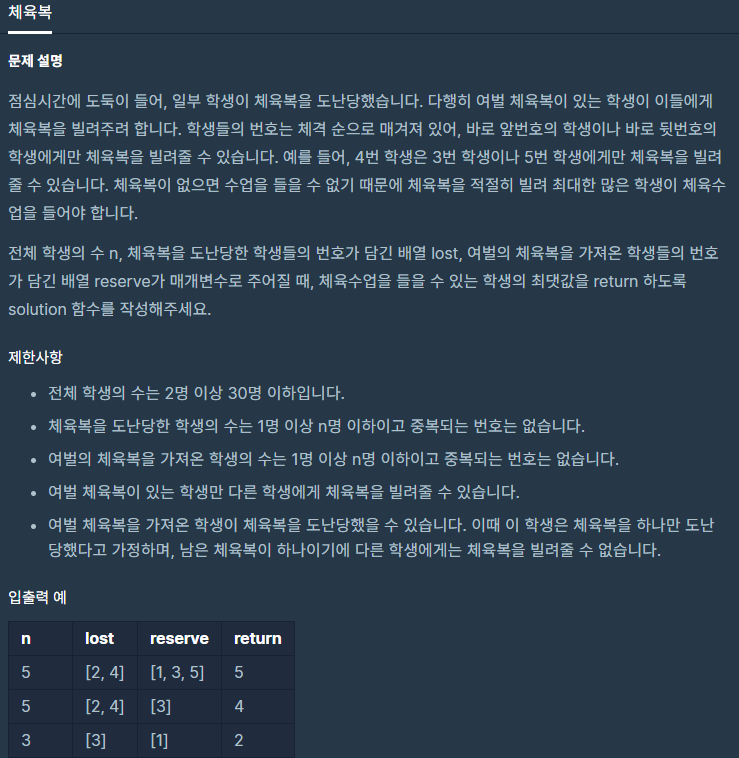 체육복
문제 설명
점심시간에 도둑이 들어, 일부 학생이 체육복을 도난당했습니다. 다행히 여벌 체육복이 있는 학생이 이들에게
체육복을 빌려주려 합니다. 학생들의 번호는 체격 순으로 매겨져 있어, 바로 앞번호의 학생이나 바로 뒷번호의
학생에게만 체육복을 빌려줄 수 있습니다. 예를 들어, 4번 학생은 3번 학생이나 5번 학생에게만 체육복을 빌려
줄 수 있습니다. 체육복이 없으면 수업을 들을 수 없기 때문에 체육복을 적절히 빌려 최대한 많은 학생이 체육수
업을 들어야 합니다.
전체 학생의 수 n, 체육복을 도난당한 학생들의 번호가 담긴 배열 lost, 여벌의 체육복을 가져온 학생들의 번호
가 담긴 배열 reserve가 매개변수로 주어질 때, 체육수업을 들을 수 있는 학생의 최댓값을 return 하도록
solution 함수를 작성해주세요.
제한사항
• 전체 학생의 수는 2명 이상 30명 이하입니다.
• 체육복을 도난당한 학생의 수는 1명 이상 n명 이하이고 중복되는 번호는 없습니다.
• 여벌의 체육복을 가져온 학생의 수는 1명 이상 n명 이하이고 중복되는 번호는 없습니다.
• 여벌 체육복이 있는 학생만 다른 학생에게 체육복을 빌려줄 수 있습니다.
• 여벌 체육복을 가져온 학생이 체육복을 도난당했을 수 있습니다. 이때 이 학생은 체육복을 하나만 도난
당했다고 가정하며, 남은 체육복이 하나이기에 다른 학생에게는 체육복을 빌려줄 수 없습니다.
입출력 예
n lost reserve return
5 [2, 4] [1, 3, 5] 5
5 [2, 4] [3] 4
3 [3] [1] 2